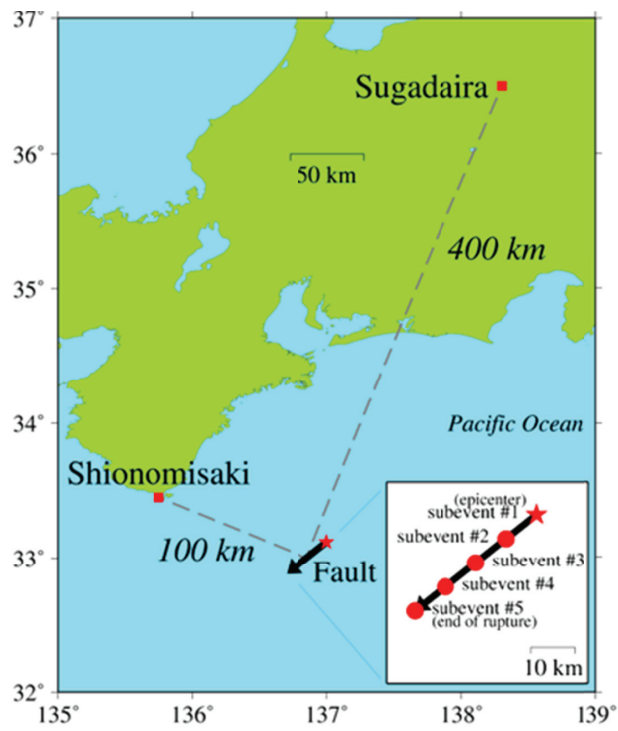 37°
Sugadaira
36°
50 km
400 km
35°
34°
Pacific Ocean
Shionomisaki
100 km
33°
Fault
(epicenter)
subevent #1
subevent #2
subevent #3
subevent #4
subevent #5
(end of rupture)
10 km
32°
135°
136°
137°
138°
139°